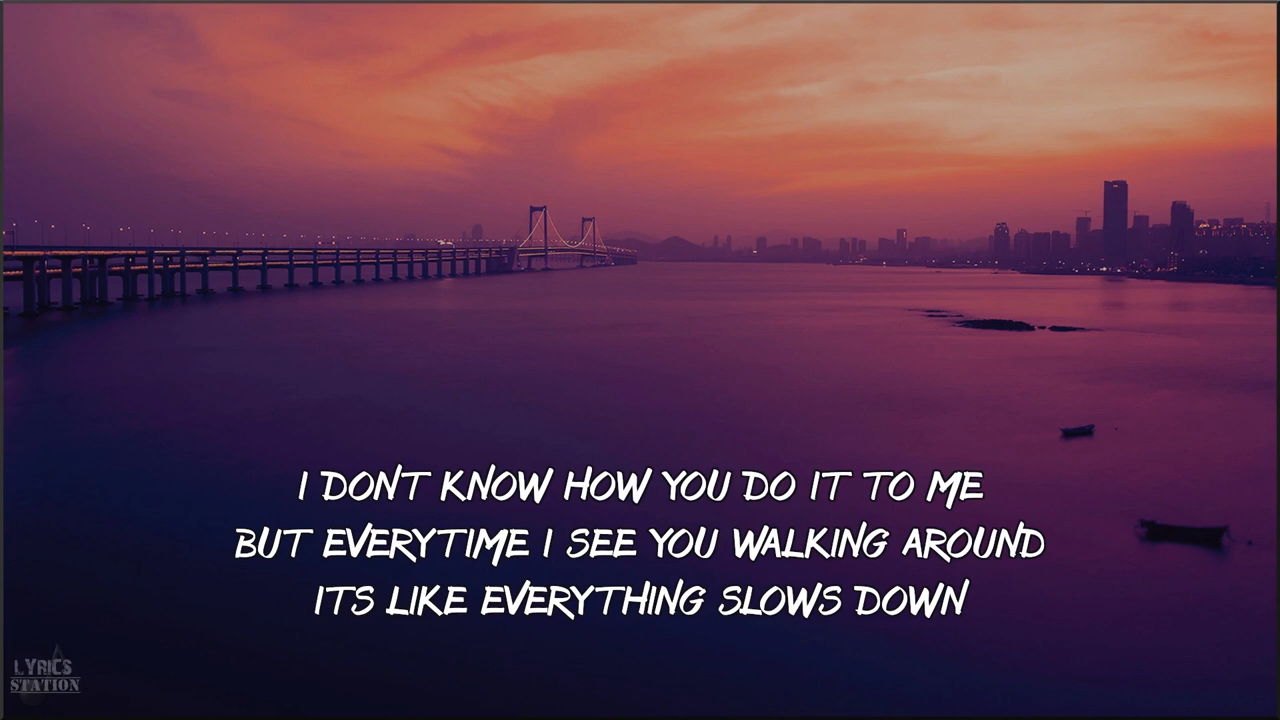 I DONT KNOW HOW YOU DO IT TO ME
BUT EVERYTIME I SEE YOU WALKING AROUND
ITS LIKE EVERYTHING SLOWS DOWN
LYRICS
STATION